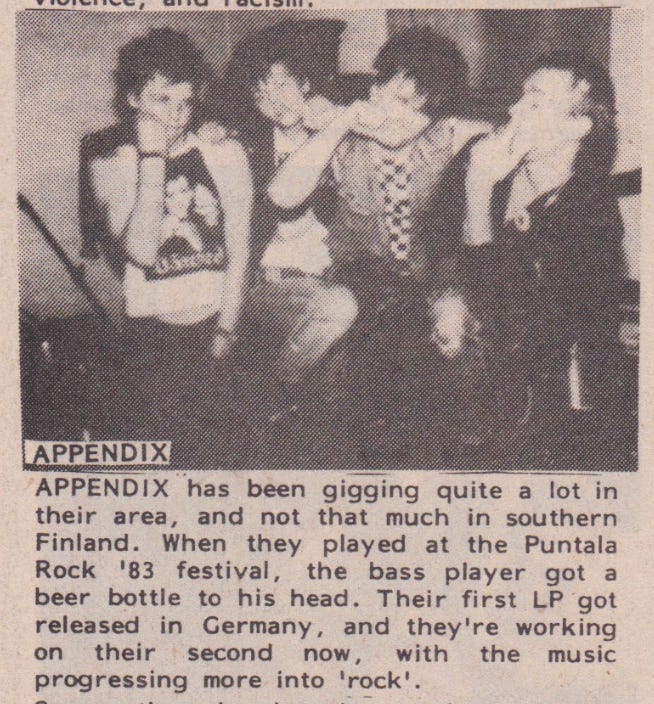 violence, and racism.
APPENDIX
APPENDIX has been gigging quite a lot in
their area, and not that much in southern
Finland. When they played at the Puntala
Rock '83 festival, the bass player got a
beer bottle to his head. Their first LP got
released in Germany, and they're working
on their second now, with the music
progressing more into 'rock'.